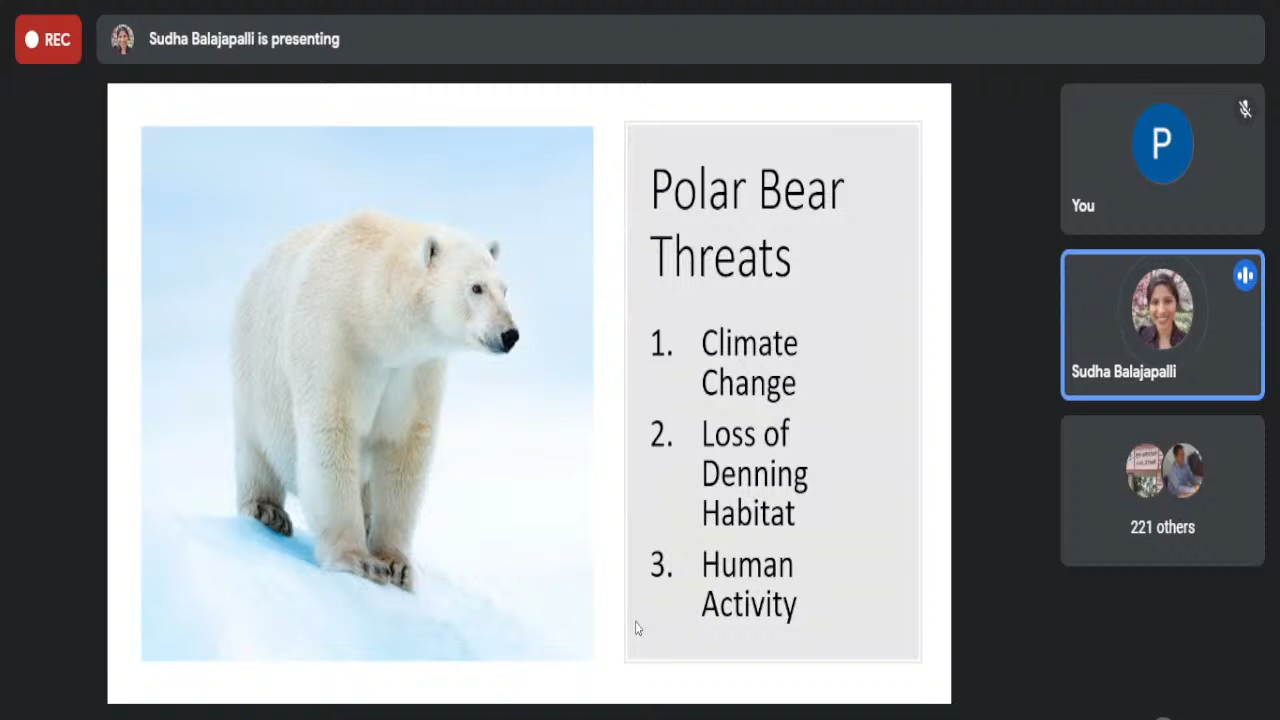 REC
Sudha Balajapalli is presenting
Polar Bear
Threats
1. Climate
Change
2. Loss of
Denning
Habitat
3. Human
Activity
P
You
Sudha Balajapalli
221 others